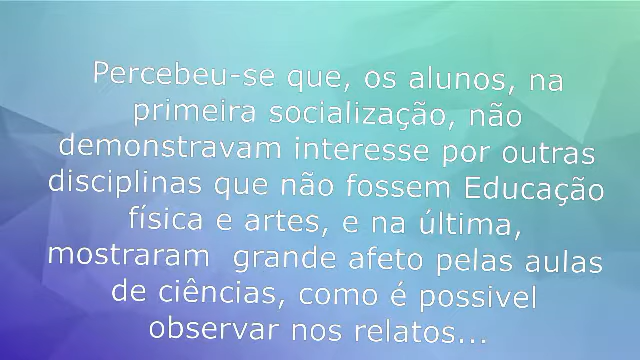 Percebeu-se que, os alunos, na
primeira socialização, não
demonstravam interesse por outras
disciplinas que não fossem Educação
física e artes, e na última,
mostraram  grande afeto pelas aulas
de ciências, como é possivel
observar nos relatos...